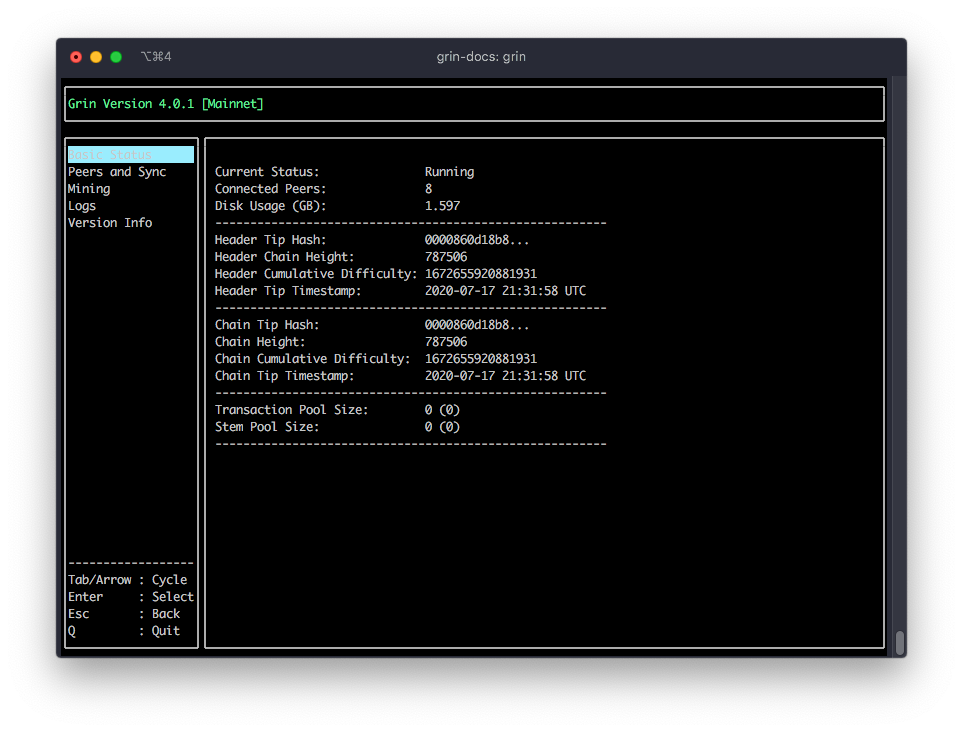 ⌥⌘4
grin-docs: grin
Grin Version 4.0.1 [Mainnet]
Basic Status
Peers and Sync
Mining
Logs
Version Info
------------------
Tab/Arrow : Cycle
Enter     : Select
Esc       : Back
Q         : Quit
Current Status:               Running
Connected Peers:              8
Disk Usage (GB):              1.597
--------------------------------------------------------
Header Tip Hash:              0000860d18b8...
Header Chain Height:          787506
Header Cumulative Difficulty: 1672655920881931
Header Tip Timestamp:         2020-07-17 21:31:58 UTC
--------------------------------------------------------
Chain Tip Hash:               0000860d18b8...
Chain Height:                 787506
Chain Cumulative Difficulty:  1672655920881931
Chain Tip Timestamp:          2020-07-17 21:31:58 UTC
--------------------------------------------------------
Transaction Pool Size:        0 (0)
Stem Pool Size:               0 (0)
--------------------------------------------------------